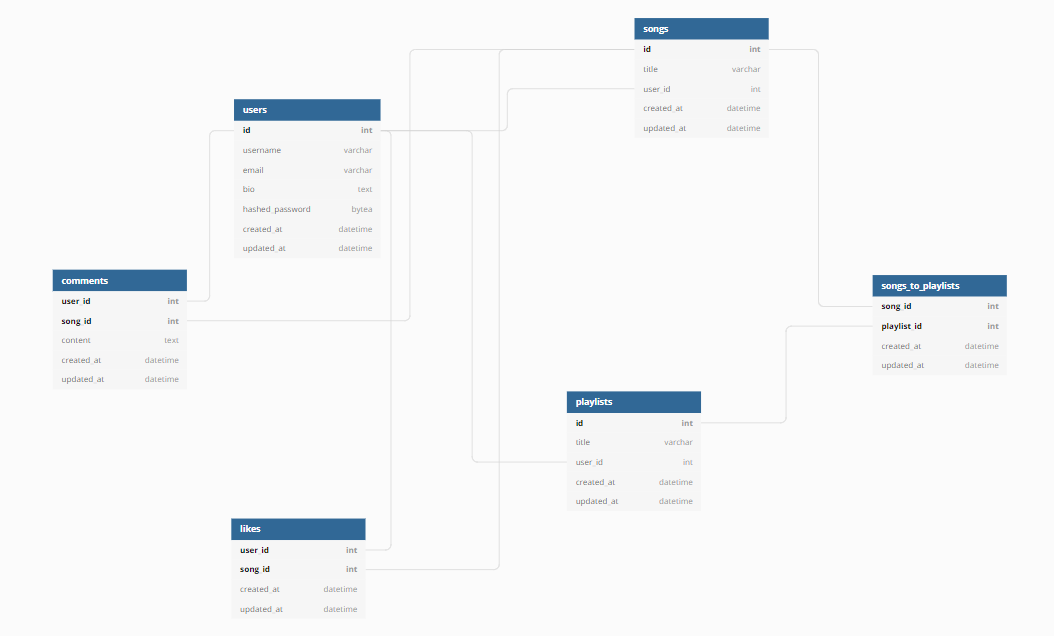 songs
id int
title varchar
user_id int
created_at datetime
updated_at datetime
users
id int
username varchar
email varchar
bio text
hashed_password bytea
created_at datetime
updated_at datetime
comments
user_id int
song_id int
content text
created_at datetime
updated_at datetime
songs_to_playlists
song_id int
playlist_id int
created_at datetime
updated_at datetime
playlists
id int
title varchar
user_id int
created_at datetime
updated_at datetime
likes
user_id int
song_id int
created_at datetime
updated_at datetime